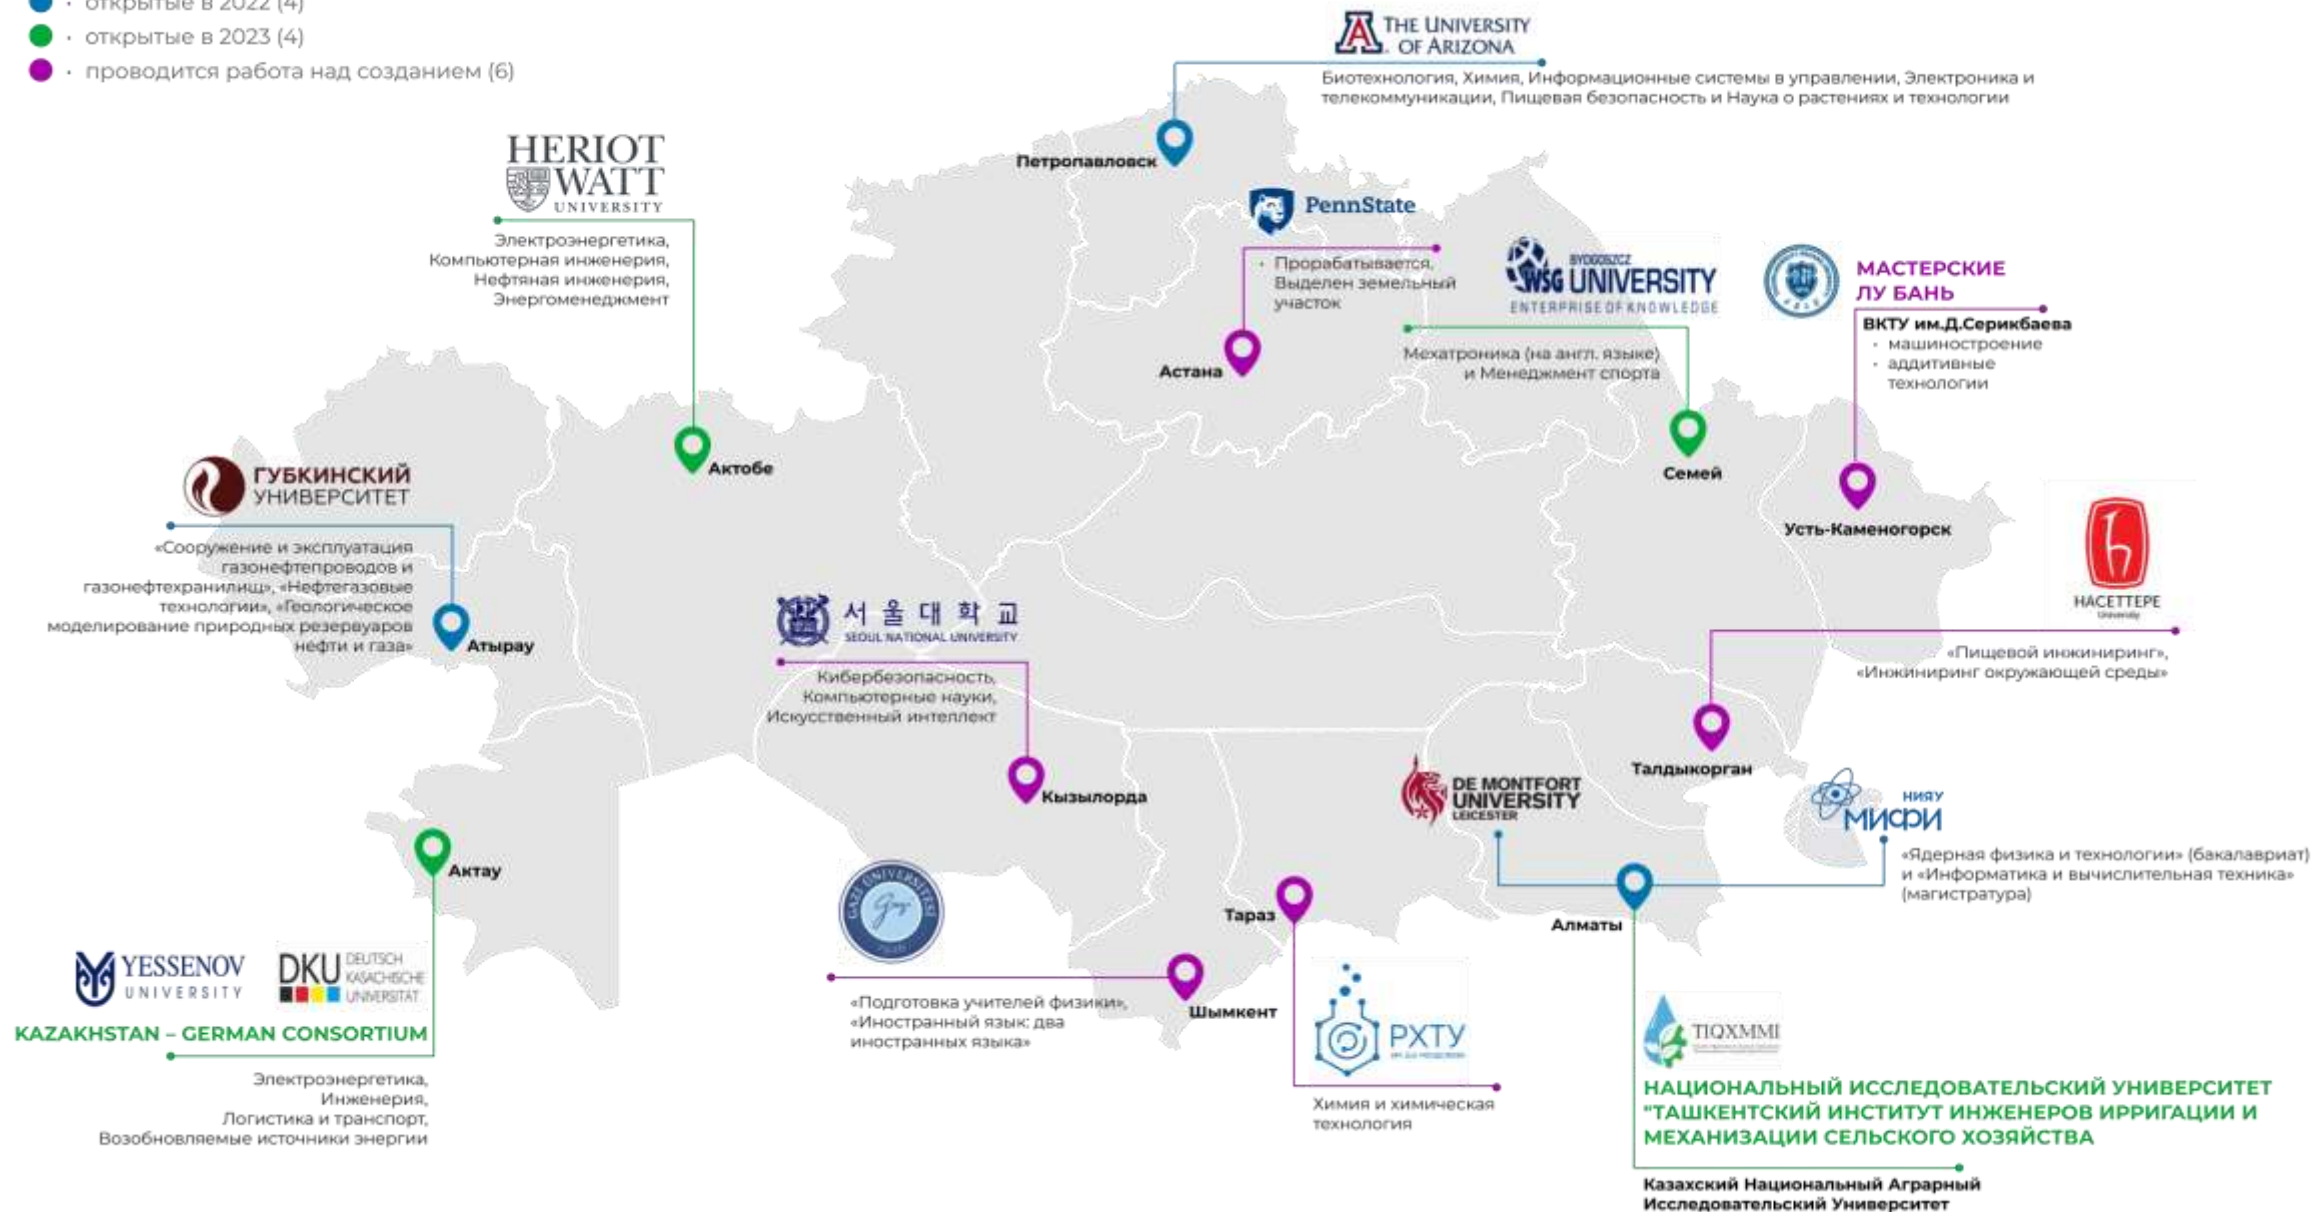 · открытые в 2022 (4)
· открытые в 2023 (4)
· проводится работа над созданием (6)
THE UNIVERSITY
OF ARIZONA
Биотехнология, Химия, Информационные системы в управлении, Электроника и
телекоммуникации, Пищевая безопасность и Наука о растениях и технологии
Петропавловск
HERIOT
WATT
UNIVERSITY
Электроэнергетика,
Компьютерная инженерия,
Нефтяная инженерия,
Энергоменеджмент
Актобе
PennState
· Прорабатывается,
Выделен земельный
участок
Астана
BYDGOSZCZ
WSG UNIVERSITY
ENTERPRISE OF KNOWLEDGE
Мехатроника (на англ. языке)
и Менеджмент спорта
Семей
МАСТЕРСКИЕ
ЛУ БАНЬ
ВКТУ им.Д.Серикбаева
· машиностроение
· аддитивные
технологии
Усть-Каменогорск
ГУБКИНСКИЙ
УНИВЕРСИТЕТ
«Сооружение и эксплуатация
газонефтепроводов и
газонефтехранилищ», «Нефтегазовые
технологии», «Геологическое
моделирование природных резервуаров
нефти и газа»
Атырау
서울대학교
SEOUL NATIONAL UNIVERSITY
Кибербезопасность,
Компьютерные науки,
Искусственный интеллект
Кызылорда
HACETTEPE
University
«Пищевой инжиниринг»,
«Инжиниринг окружающей среды»
Талдыкорган
DE MONTFORT
UNIVERSITY
LEICESTER
НИЯУ
МИФИ
«Ядерная физика и технологии» (бакалавриат)
и «Информатика и вычислительная техника»
(магистратура)
Алматы
Актау
YESSENOV
UNIVERSITY
DKU
DEUTSCH
KASACHISCHE
UNIVERSITÄT
KAZAKHSTAN – GERMAN CONSORTIUM
Электроэнергетика,
Инженерия,
Логистика и транспорт,
Возобновляемые источники энергии
GAZİ ÜNİVERSİTESİ
«Подготовка учителей физики»,
«Иностранный язык: два
иностранных языка»
Шымкент
Тараз
РХТУ
Химия и химическая
технология
TIQXMMI
НАЦИОНАЛЬНЫЙ ИССЛЕДОВАТЕЛЬСКИЙ УНИВЕРСИТЕТ
"ТАШКЕНТСКИЙ ИНСТИТУТ ИНЖЕНЕРОВ ИРРИГАЦИИ И
МЕХАНИЗАЦИИ СЕЛЬСКОГО ХОЗЯЙСТВА
Казахский Национальный Аграрный
Исследовательский Университет